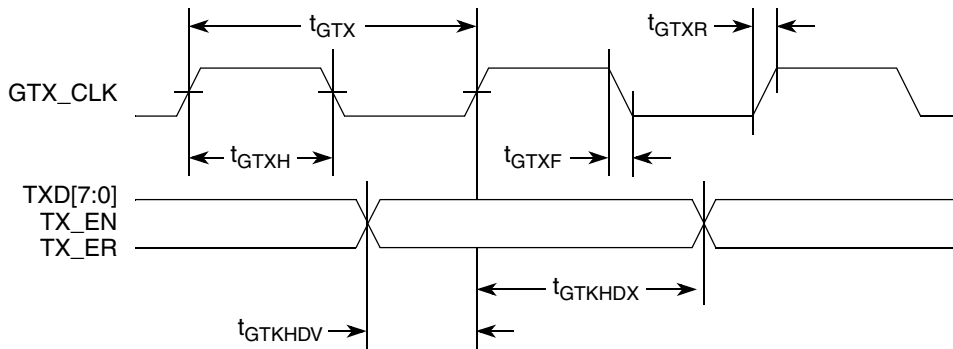 tGTX
tGTXR
GTX_CLK
tGTXH
tGTXF
TXD[7:0]
TX_EN
TX_ER
tGTKHDX
tGTKHDV